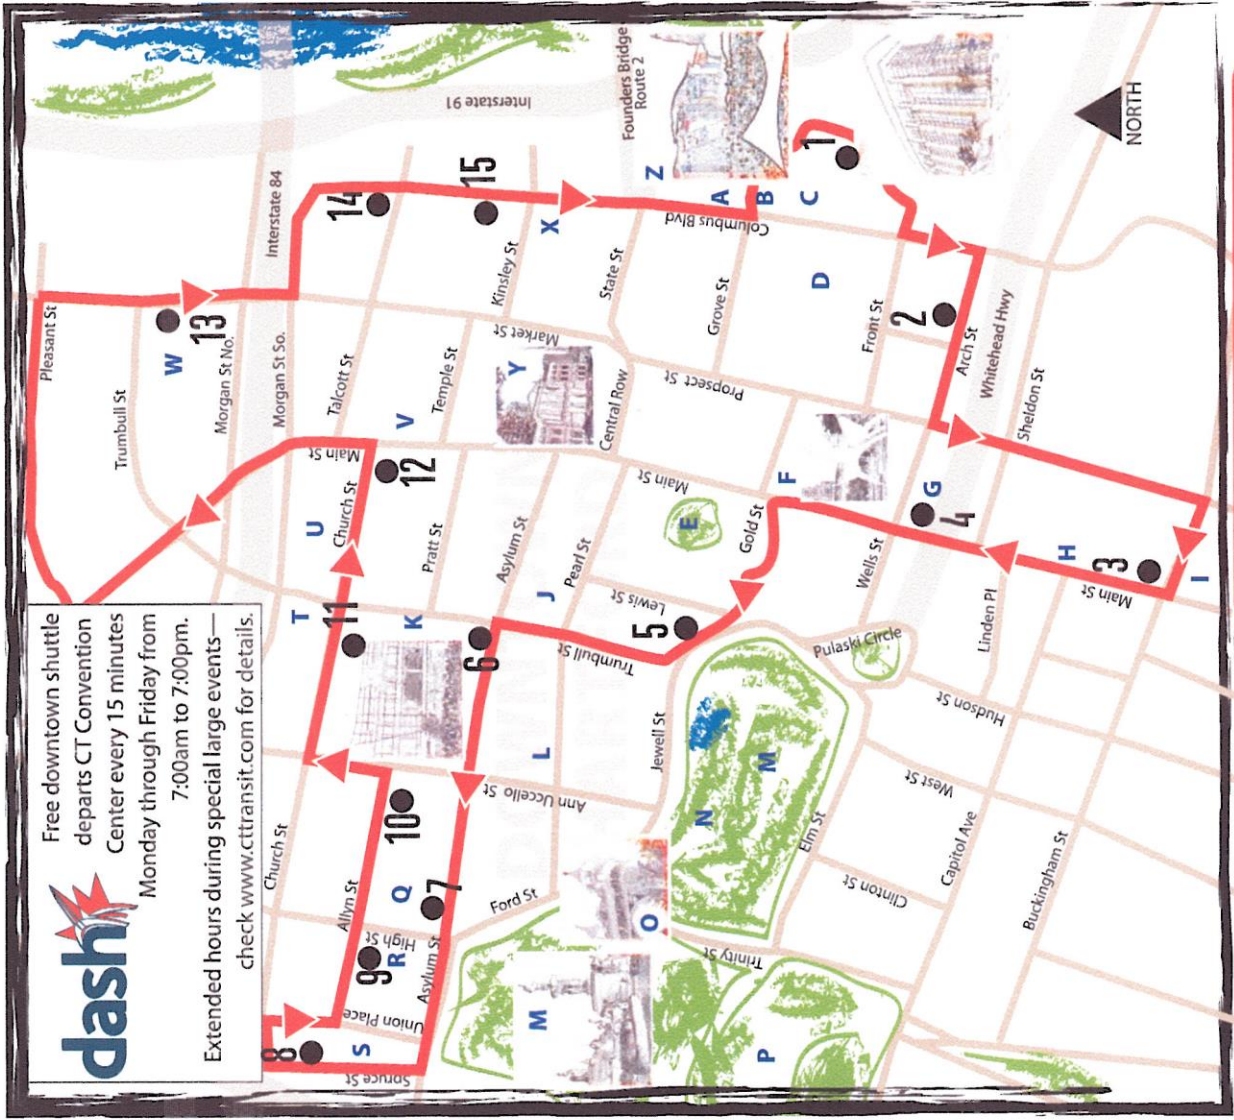 dash
Free downtown shuttle
departs CT Convention
Center every 15 minutes
Monday through Friday from
7:00am to 7:00pm.
Extended hours during special large events—
check www.cttransit.com for details.
Pleasant St
Trumbull St
W
13
Morgan St No.
Interstate 84
Morgan St So.
14
Talcott St
Main St
Church St
U
T
11
12
V
Temple St
Market St
Kinsley St
15
X
Interstate 91
Founders Bridge
Route 2
Z
Y
State St
Central Row
Pratt St
K
Asylum St
Pearl St
J
6
Church St
Allyn St
10
Q
7
High St
9
R
Asylum St
Union Place
8
S
Spruce St
Ford St
Ann Uccello St
L
Trumbull St
Lewis St
5
Main St
E
Gold St
F
Propsect St
Grove St
Columbus Blvd
A
B
C
1
D
Front St
2
Arch St
Whitehead Hwy
Sheldon St
NORTH
Wells St
G
4
H
3
Main St
I
Linden Pl
Pulaski Circle
Hudson St
Jewell St
N
M
Elm St
West St
Capitol Ave
Clinton St
Buckingham St
Trinity St
O
M
P